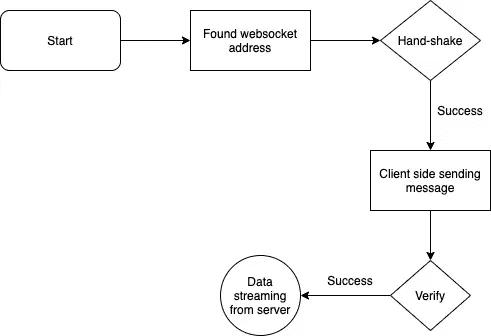 Start
Found websocket
address
Hand-shake
Success
Client side sending
message
Verify
Success
Data
streaming
from server